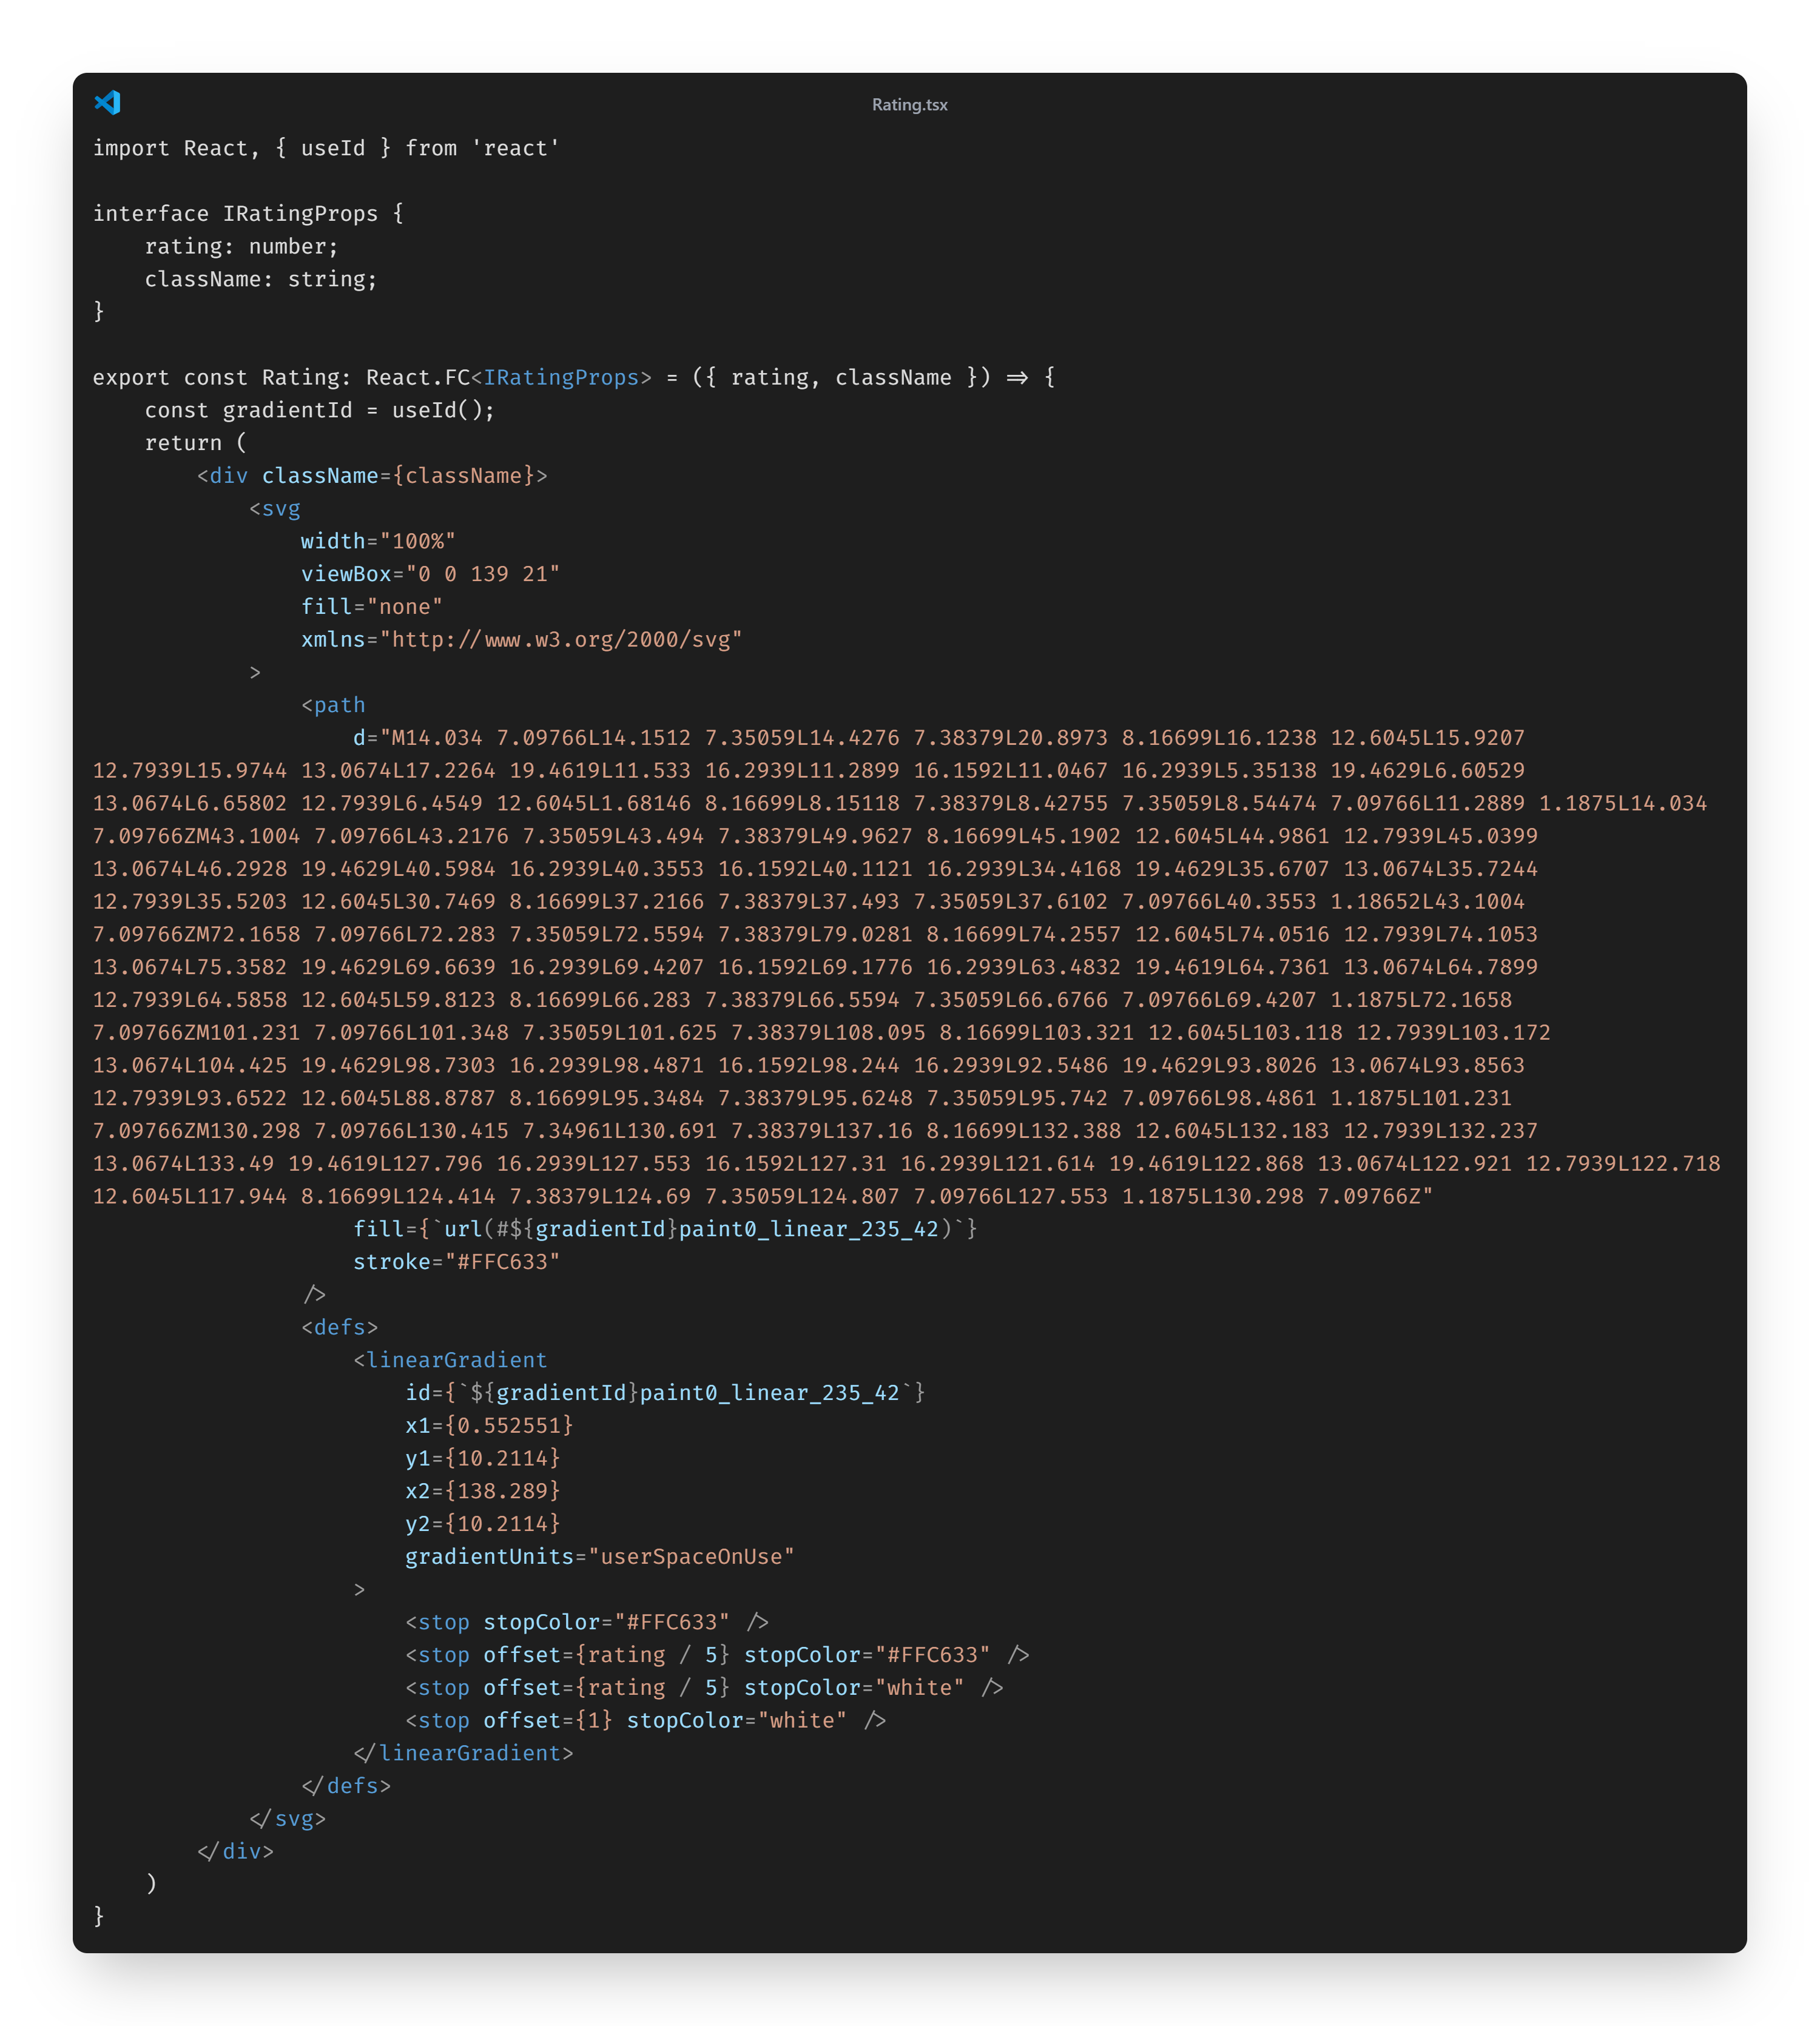 Rating.tsx
import React, { useId } from 'react'
interface IRatingProps {
    rating: number;
    className: string;
}
export const Rating: React.FC<IRatingProps> = ({ rating, className }) => {
    const gradientId = useId();
    return (
        <div className={className}>
            <svg
                width="100%"
                viewBox="0 0 139 21"
                fill="none"
                xmlns="http://www.w3.org/2000/svg"
            >
                <path
                    d="M14.034 7.09766L14.1512 7.35059L14.4276 7.38379L20.8973 8.16699L16.1238 12.6045L15.9207
12.7939L15.9744 13.0674L17.2264 19.4619L11.533 16.2939L11.2899 16.1592L11.0467 16.2939L5.35138 19.4629L6.60529
13.0674L6.65802 12.7939L6.4549 12.6045L1.68146 8.16699L8.15118 7.38379L8.42755 7.35059L8.54474 7.09766L11.2889 1.1875L14.034
7.09766ZM43.1004 7.09766L43.2176 7.35059L43.494 7.38379L49.9627 8.16699L45.1902 12.6045L44.9861 12.7939L45.0399
13.0674L46.2928 19.4629L40.5984 16.2939L40.3553 16.1592L40.1121 16.2939L34.4168 19.4629L35.6707 13.0674L35.7244
12.7939L35.5203 12.6045L30.7469 8.16699L37.2166 7.38379L37.493 7.35059L37.6102 7.09766L40.3553 1.18652L43.1004
7.09766ZM72.1658 7.09766L72.283 7.35059L72.5594 7.38379L79.0281 8.16699L74.2557 12.6045L74.0516 12.7939L74.1053
13.0674L75.3582 19.4629L69.6639 16.2939L69.4207 16.1592L69.1776 16.2939L63.4832 19.4619L64.7361 13.0674L64.7899
12.7939L64.5858 12.6045L59.8123 8.16699L66.283 7.38379L66.5594 7.35059L66.6766 7.09766L69.4207 1.1875L72.1658
7.09766ZM101.231 7.09766L101.348 7.35059L101.625 7.38379L108.095 8.16699L103.321 12.6045L103.118 12.7939L103.172
13.0674L104.425 19.4629L98.7303 16.2939L98.4871 16.1592L98.244 16.2939L92.5486 19.4629L93.8026 13.0674L93.8563
12.7939L93.6522 12.6045L88.8787 8.16699L95.3484 7.38379L95.6248 7.35059L95.742 7.09766L98.4861 1.1875L101.231
7.09766ZM130.298 7.09766L130.415 7.34961L130.691 7.38379L137.16 8.16699L132.388 12.6045L132.183 12.7939L132.237
13.0674L133.49 19.4619L127.796 16.2939L127.553 16.1592L127.31 16.2939L121.614 19.4619L122.868 13.0674L122.921 12.7939L122.718
12.6045L117.944 8.16699L124.414 7.38379L124.69 7.35059L124.807 7.09766L127.553 1.1875L130.298 7.09766Z"
                    fill={`url(#${gradientId}paint0_linear_235_42)`}
                    stroke="#FFC633"
                />
                <defs>
                    <linearGradient
                        id={`${gradientId}paint0_linear_235_42`}
                        x1={0.552551}
                        y1={10.2114}
                        x2={138.289}
                        y2={10.2114}
                        gradientUnits="userSpaceOnUse"
                    >
                        <stop stopColor="#FFC633" />
                        <stop offset={rating / 5} stopColor="#FFC633" />
                        <stop offset={rating / 5} stopColor="white" />
                        <stop offset={1} stopColor="white" />
                    </linearGradient>
                </defs>
            </svg>
        </div>
    )
}